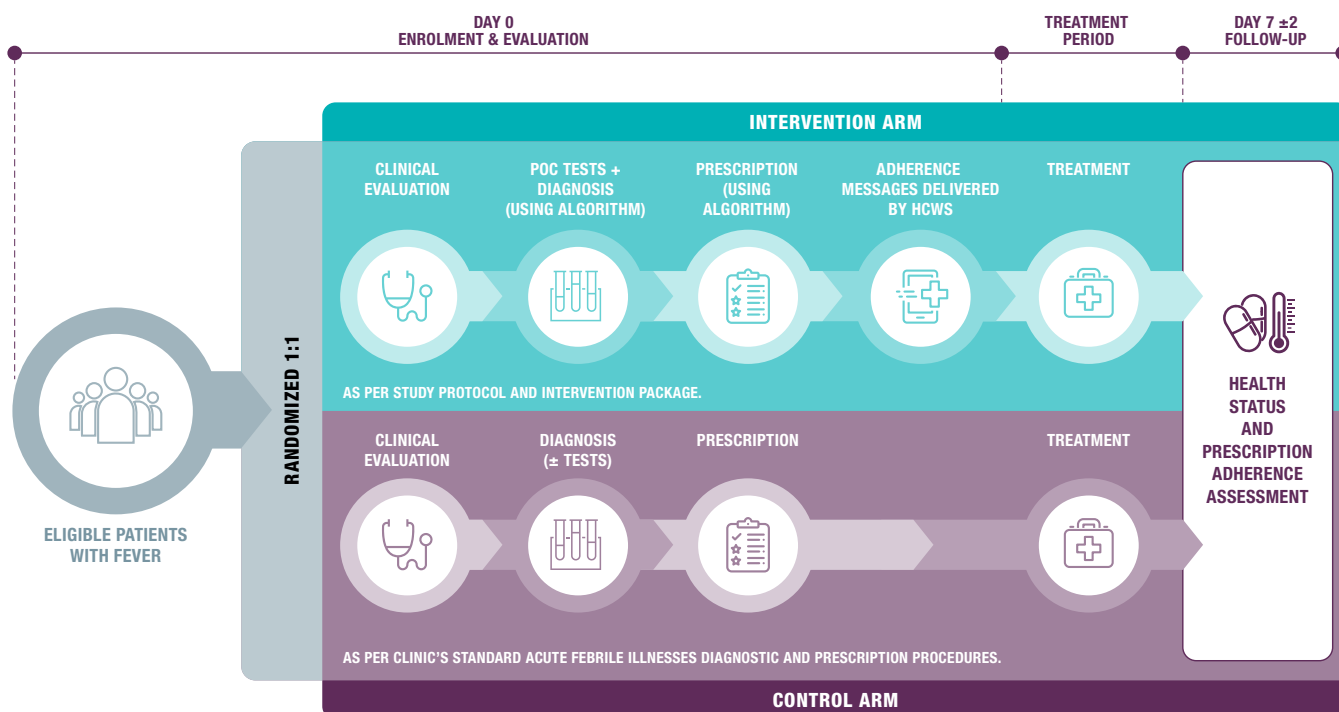 DAY 0
ENROLMENT & EVALUATION
TREATMENT
PERIOD
DAY 7 ±2
FOLLOW-UP
INTERVENTION ARM
CLINICAL
EVALUATION
POC TESTS +
DIAGNOSIS
(USING ALGORITHM)
PRESCRIPTION
(USING
ALGORITHM)
ADHERENCE
MESSAGES DELIVERED
BY HCWS
TREATMENT
AS PER STUDY PROTOCOL AND INTERVENTION PACKAGE.
RANDOMIZED 1:1
ELIGIBLE PATIENTS
WITH FEVER
CLINICAL
EVALUATION
DIAGNOSIS
(± TESTS)
PRESCRIPTION
TREATMENT
AS PER CLINIC'S STANDARD ACUTE FEBRILE ILLNESSES DIAGNOSTIC AND PRESCRIPTION PROCEDURES.
CONTROL ARM
HEALTH
STATUS
AND
PRESCRIPTION
ADHERENCE
ASSESSMENT